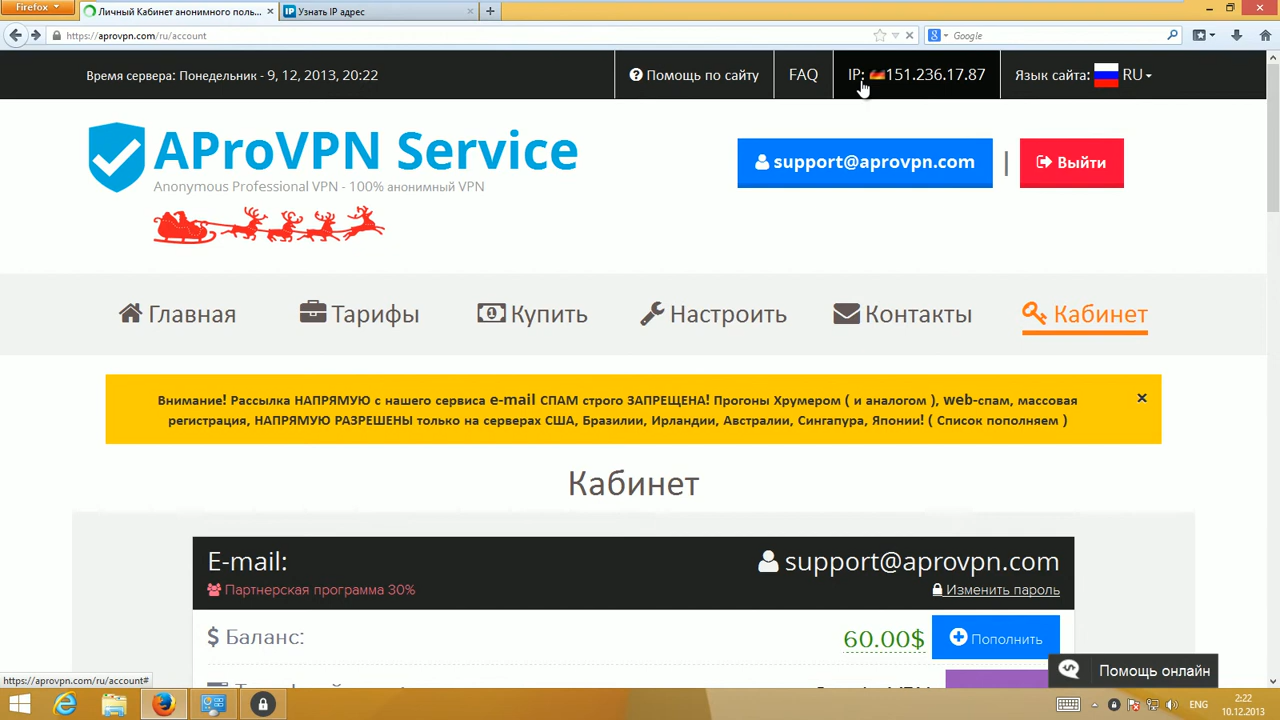 Firefox
Личный Кабинет анонимного поль...
Узнать IP адрес
https://aprovpn.com/ru/account
Google
Время сервера: Понедельник - 9, 12, 2013, 20:22
Помощь по сайту
FAQ
IP: 151.236.17.87
Язык сайта: RU
AProVPN Service
Anonymous Professional VPN - 100% анонимный VPN
support@aprovpn.com
Выйти
Главная
Тарифы
Купить
Настроить
Контакты
Кабинет
Внимание! Рассылка НАПРЯМУЮ с нашего сервиса e-mail СПАМ строго ЗАПРЕЩЕНА! Прогоны Хрумером ( и аналогом ), web-спам, массовая
регистрация, НАПРЯМУЮ РАЗРЕШЕНЫ только на серверах США, Бразилии, Ирландии, Австралии, Сингапура, Японии! ( Список пополняем )
Кабинет
E-mail:
support@aprovpn.com
Партнерская программа 30%
Изменить пароль
Баланс:
60.00$
Пополнить
https://aprovpn.com/ru/account#
Помощь онлайн
ENG
2:22
10.12.2013